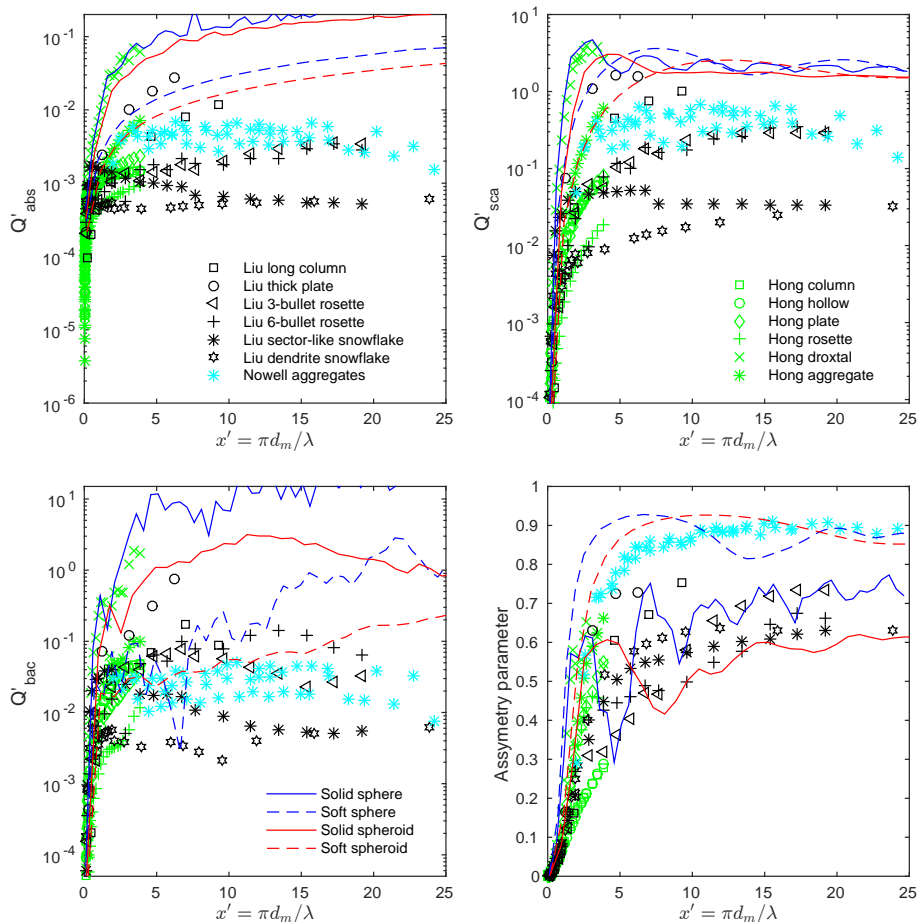 10^-1
10^-2
10^-3
10^-4
10^-5
10^-6
0 5 10 15 20 25
Q'abs
x' = πd_m/λ
Liu long column
Liu thick plate
Liu 3-bullet rosette
Liu 6-bullet rosette
Liu sector-like snowflake
Liu dendrite snowflake
Nowell aggregates
10^1
10^0
10^-1
10^-2
10^-3
10^-4
0 5 10 15 20 25
Q'sca
x' = πd_m/λ
Hong column
Hong hollow
Hong plate
Hong rosette
Hong droxtal
Hong aggregate
10^1
10^0
10^-1
10^-2
10^-3
10^-4
0 5 10 15 20 25
Q'bac
x' = πd_m/λ
Solid sphere
Soft sphere
Solid spheroid
Soft spheroid
1
0.9
0.8
0.7
0.6
0.5
0.4
0.3
0.2
0.1
0
0 5 10 15 20 25
Assymetry parameter
x' = πd_m/λ